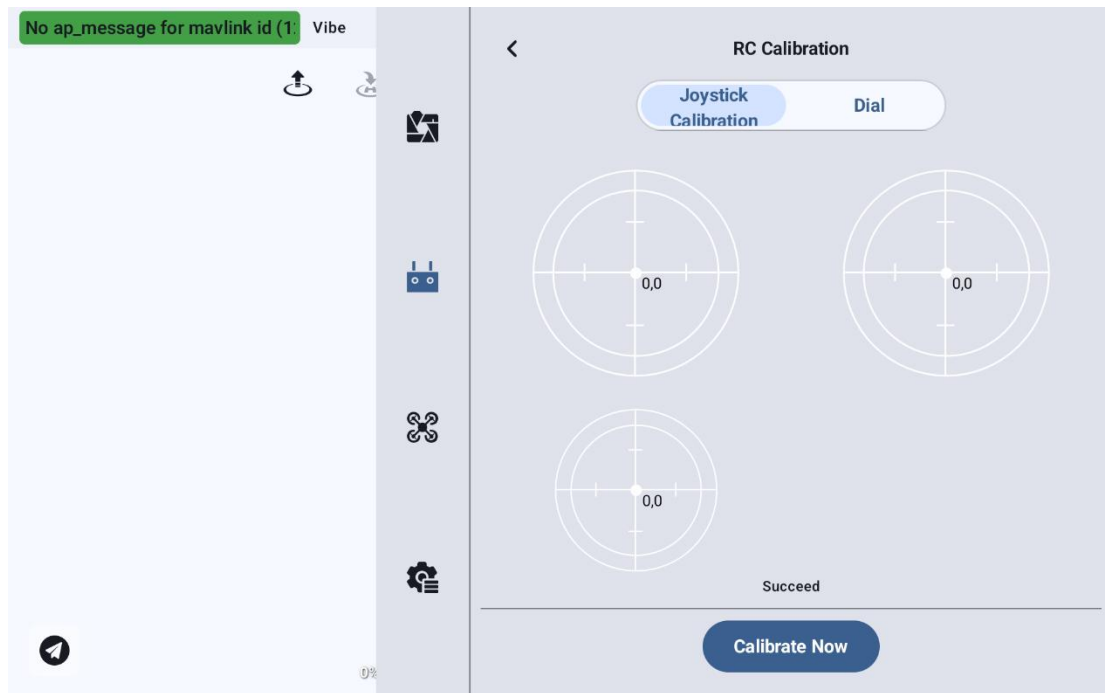 No ap_message for mavlink id (1:
Vibe
RC Calibration
Joystick
Calibration
Dial
0,0
0,0
0,0
Succeed
Calibrate Now
0%